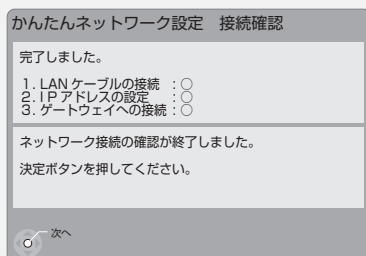 かんたんネットワーク設定　接続確認
完了しました。
1. LAN ケーブルの接続　：○
2. I P アドレスの設定　：○
3. ゲートウェイへの接続：○
ネットワーク接続の確認が終了しました。
決定ボタンを押してください。
次へ